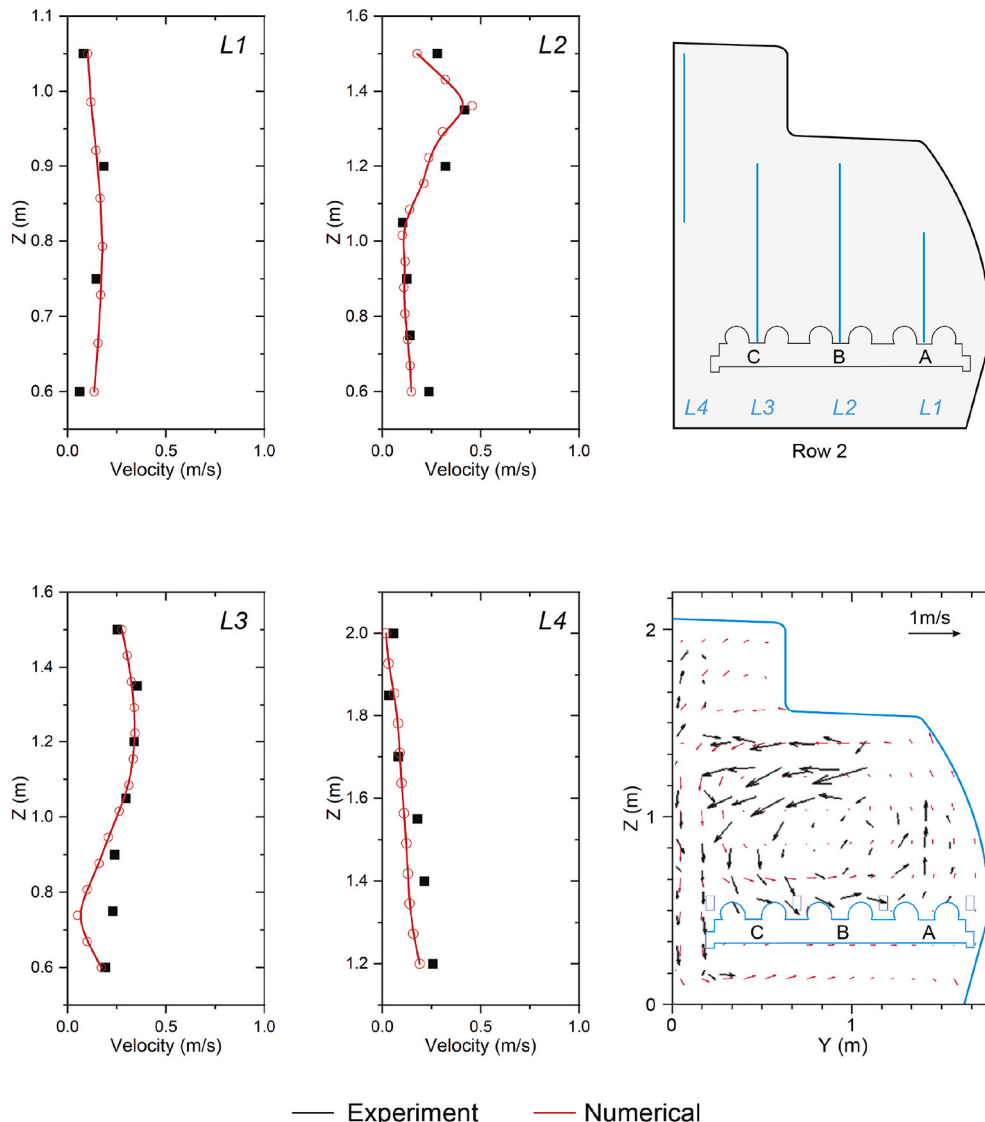 L1
1.1
1.0
0.9
0.8
0.7
0.6
Z (m)
0.0 0.5 1.0
Velocity (m/s)
L2
1.6
1.4
1.2
1.0
0.8
0.6
Z (m)
0.0 0.5 1.0
Velocity (m/s)
C B A
L4 L3 L2 L1
Row 2
L3
1.6
1.4
1.2
1.0
0.8
0.6
Z (m)
0.0 0.5 1.0
Velocity (m/s)
L4
2.0
1.8
1.6
1.4
1.2
Z (m)
0.0 0.5 1.0
Velocity (m/s)
1m/s
2
1
0
Z (m)
C B A
0 1
Y (m)
Experiment Numerical